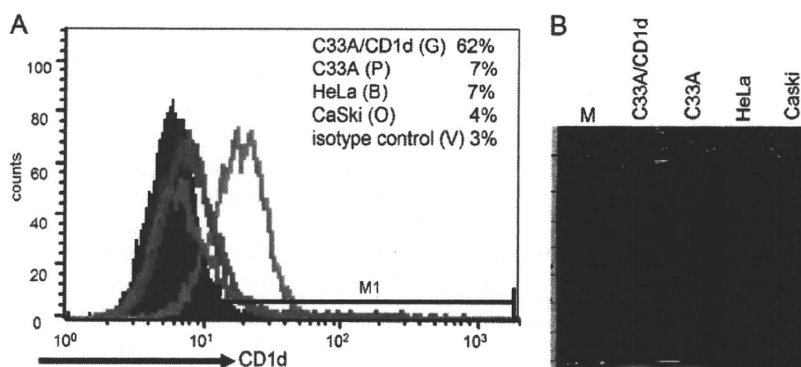 A
B
C33A/CD1d (G) 62%
C33A (P) 7%
HeLa (B) 7%
CaSki (O) 4%
isotype control (V) 3%
100
80
60
40
20
0
counts
M1
10⁰ 10¹ 10² 10³
CD1d
M
C33A/CD1d
C33A
HeLa
Caski